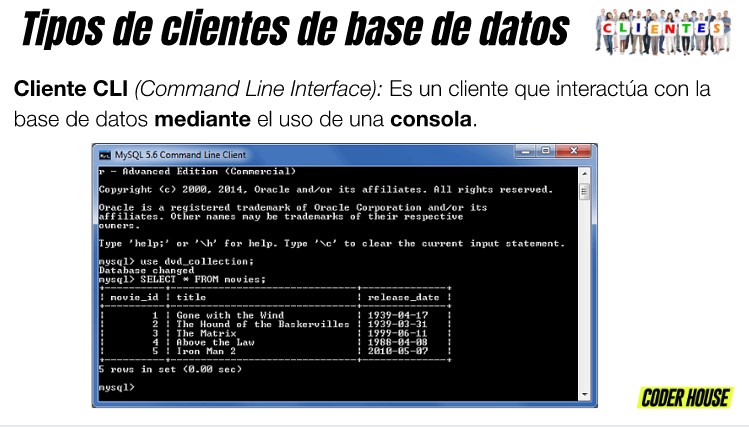 Tipos de clientes de base de datos
CLIENTES
Cliente CLI (Command Line Interface): Es un cliente que interactúa con la
base de datos mediante el uso de una consola.
MySQL 5.6 Command Line Client
r - Advanced Edition (Commercial)
Copyright (c) 2000, 2014, Oracle and/or its affiliates. All rights reserved.
Oracle is a registered trademark of Oracle Corporation and/or its
affiliates. Other names may be trademarks of their respective
owners.
Type 'help;' or '\h' for help. Type '\c' to clear the current input statement.
mysql> use dvd_collection;
Database changed
mysql> SELECT * FROM movies;
+----------+------------------------------+--------------+
| movie_id | title | release_date |
+----------+------------------------------+--------------+
| 1 | Gone with the Wind | 1939-04-17 |
| 2 | The Hound of the Baskervilles | 1939-03-31 |
| 3 | The Matrix | 1999-06-11 |
| 4 | Above the Law | 1988-04-08 |
| 5 | Iron Man 2 | 2010-05-07 |
+----------+------------------------------+--------------+
5 rows in set (0.00 sec)
mysql>
CODER HOUSE